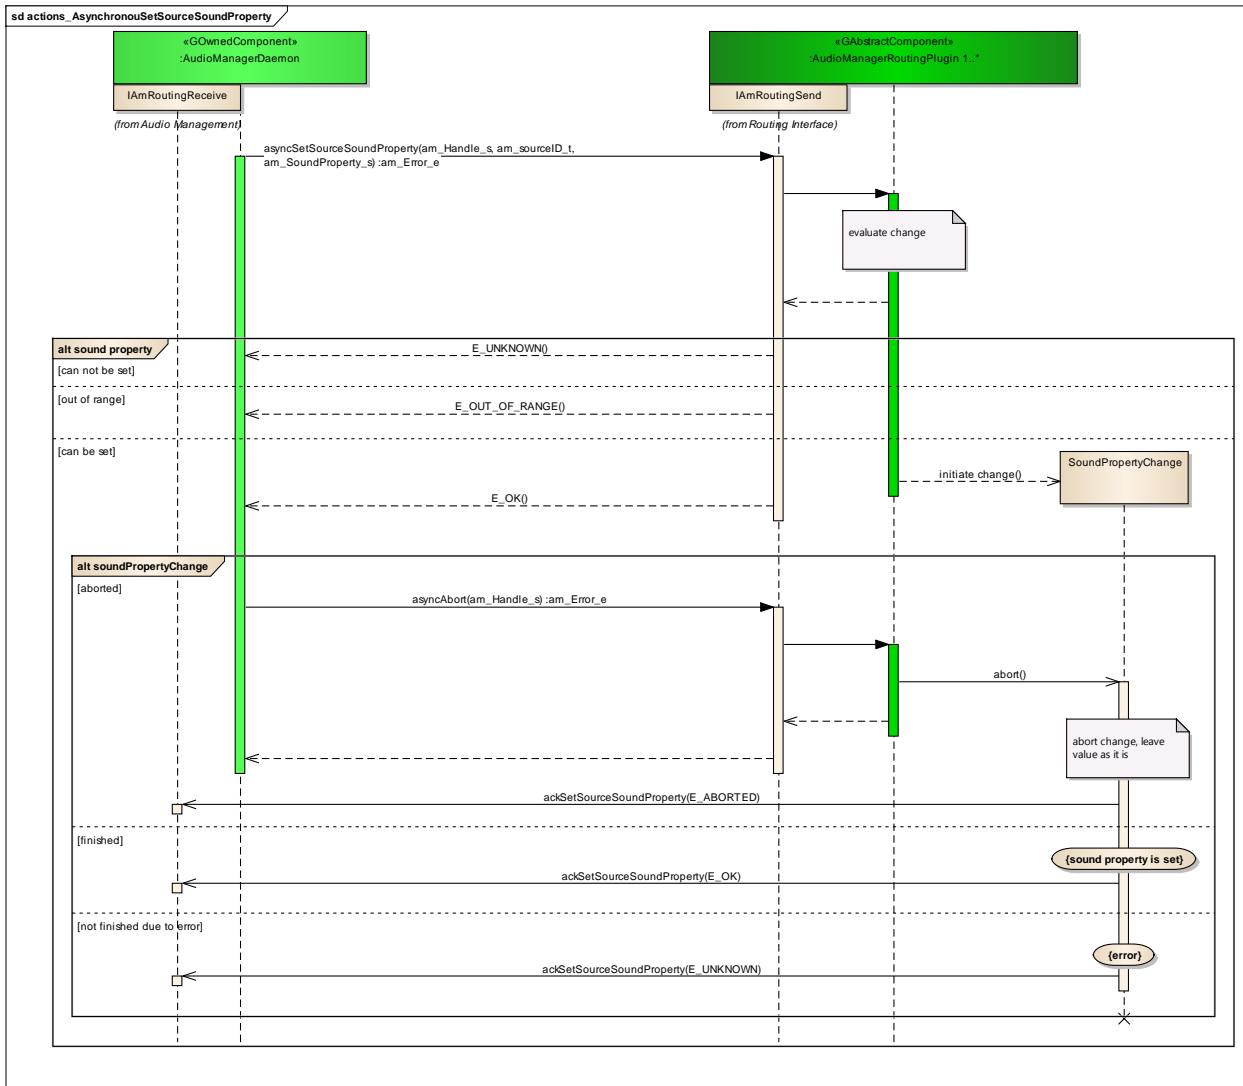 sd actions_AsynchronouSetSourceSoundProperty
«GOwnedComponent»
:AudioManagerDaemon
«GAbstractComponent»
:AudioManagerRoutingPlugin 1..*
IAmRoutingReceive
IAmRoutingSend
(from Audio Management)
(from Routing Interface)
asyncSetSourceSoundProperty(am_Handle_s, am_sourceID_t,
am_SoundProperty_s) :am_Error_e
evaluate change
alt sound property
E_UNKNOWN()
[can not be set]
[out of range]
E_OUT_OF_RANGE()
[can be set]
SoundPropertyChange
initiate change()
E_OK()
alt soundPropertyChange
[aborted]
asyncAbort(am_Handle_s) :am_Error_e
abort()
abort change, leave
value as it is
ackSetSourceSoundProperty(E_ABORTED)
[finished]
{sound property is set}
ackSetSourceSoundProperty(E_OK)
[not finished due to error]
{error}
ackSetSourceSoundProperty(E_UNKNOWN)